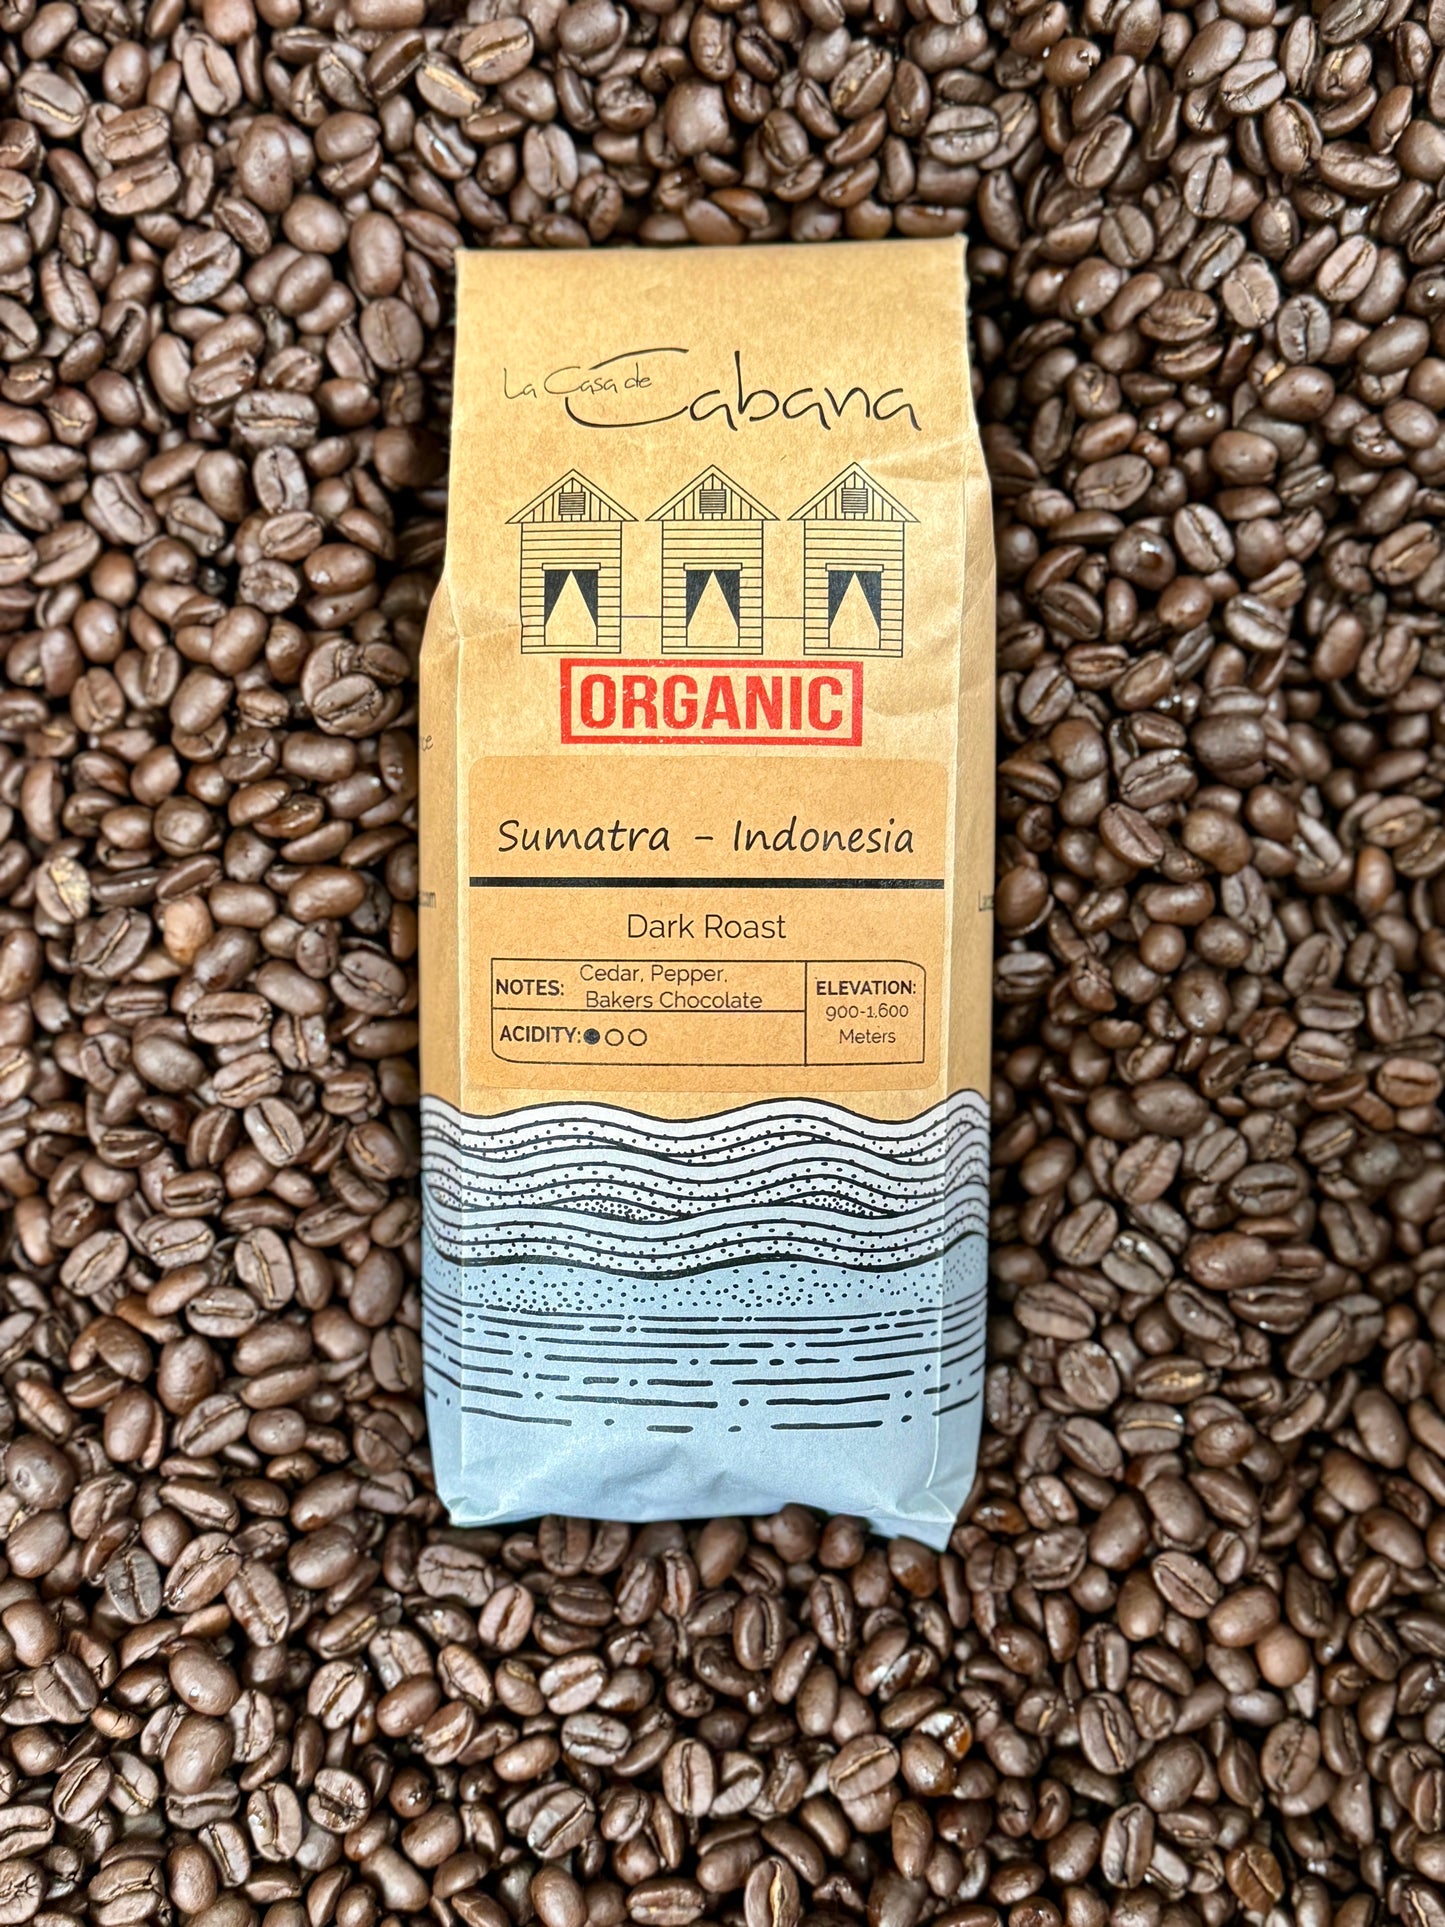 La Casa de Cabana
ORGANIC
Sumatra - Indonesia
Dark Roast
NOTES: Cedar, Pepper,
Bakers Chocolate
ACIDITY:
ELEVATION:
900-1,600
Meters